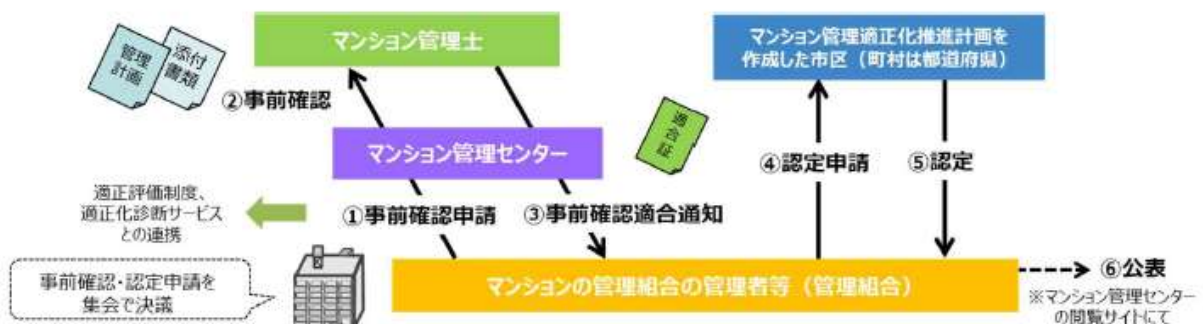 マンション管理士
マンション管理適正化推進計画を
作成した市区（町村は都道府県）
管理
計画
添付
書類
②事前確認
適合証
マンション管理センター
④認定申請
⑤認定
適正評価制度、
適正化診断サービス
との連携
①事前確認申請
③事前確認適合通知
事前確認・認定申請を
集会で決議
マンションの管理組合の管理者等（管理組合）
⑥公表
※マンション管理センター
の閲覧サイトにて